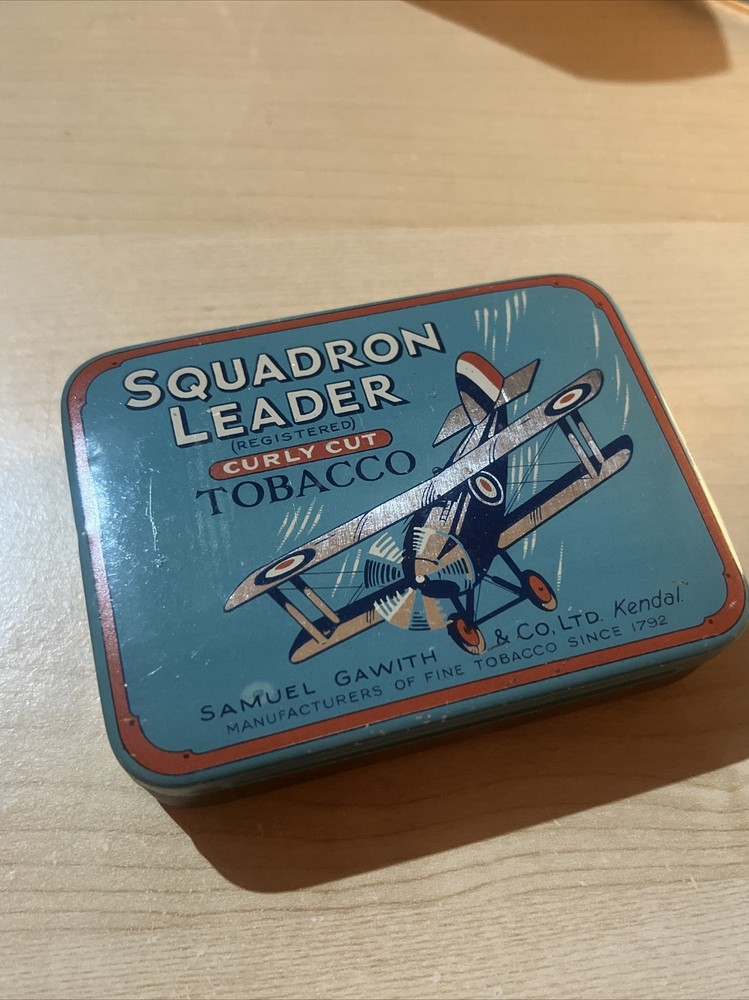 SQUADRON
LEADER
(REGISTERED)
CURLY CUT
TOBACCO
SAMUEL GAWITH & CO, LTD. Kendal.
MANUFACTURERS OF FINE TOBACCO SINCE 1792